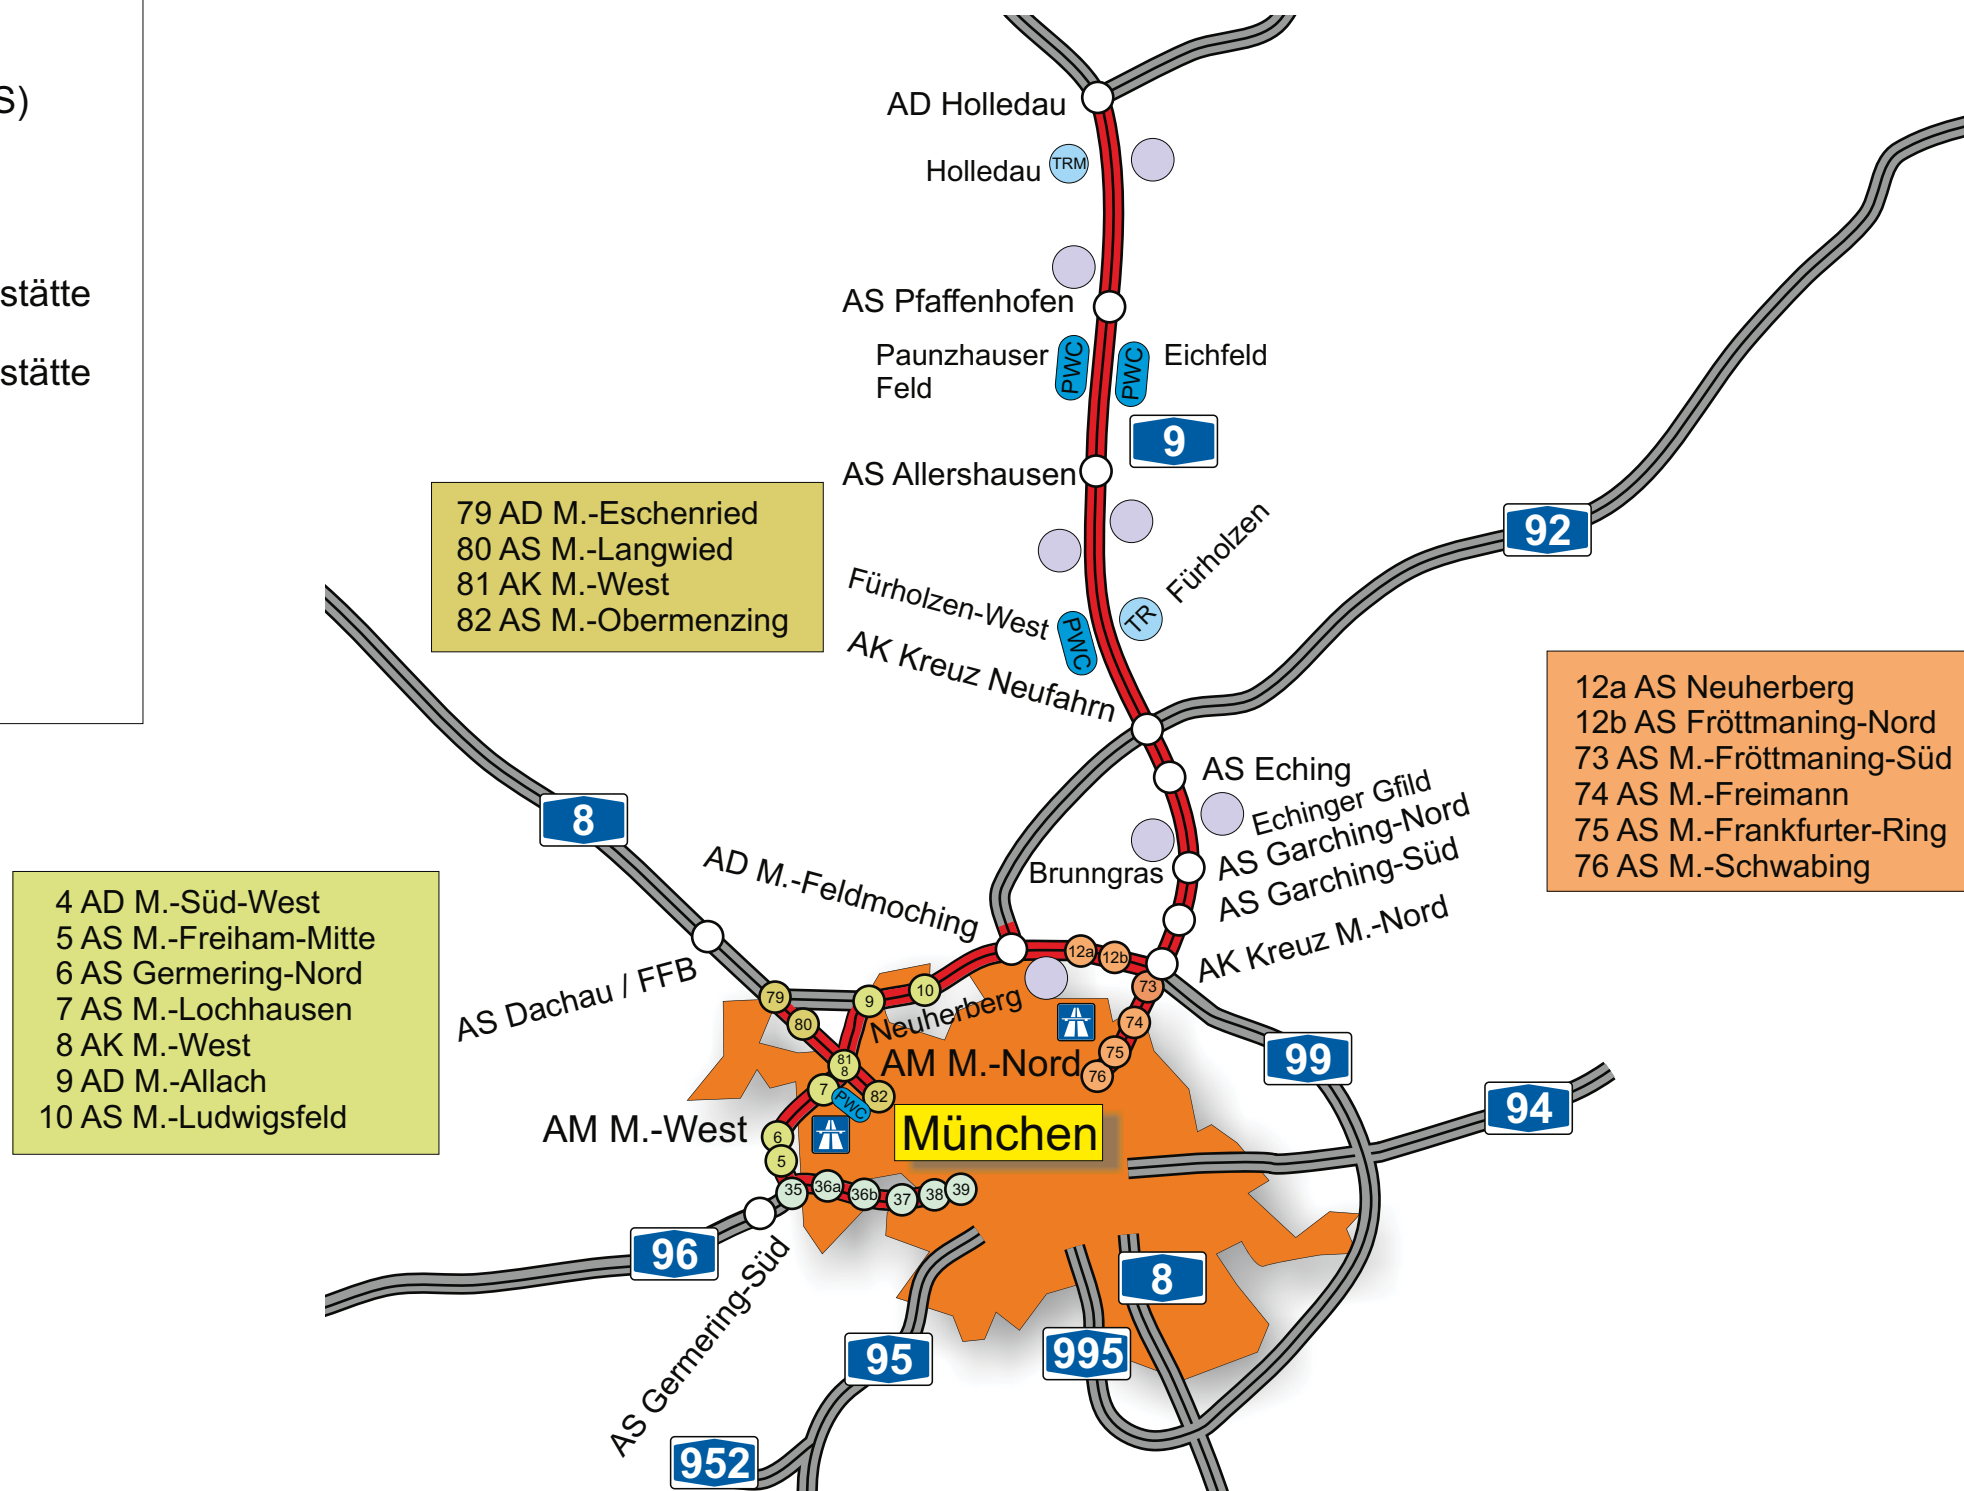 S)
stätte
stätte
AD Holledau
Holledau
TRM
AS Pfaffenhofen
Paunzhauser
Feld
PWC
PWC
Eichfeld
9
AS Allershausen
79 AD M.-Eschenried
80 AS M.-Langwied
81 AK M.-West
82 AS M.-Obermenzing
92
Fürholzen
TR
Fürholzen-West
PWC
AK Kreuz Neufahrn
12a AS Neuherberg
12b AS Fröttmaning-Nord
73 AS M.-Fröttmaning-Süd
74 AS M.-Freimann
75 AS M.-Frankfurter-Ring
76 AS M.-Schwabing
AS Eching
Echinger Gfild
8
Brunngras
AS Garching-Nord
AS Garching-Süd
AD M.-Feldmoching
AK Kreuz M.-Nord
4 AD M.-Süd-West
5 AS M.-Freiham-Mitte
6 AS Germering-Nord
7 AS M.-Lochhausen
8 AK M.-West
9 AD M.-Allach
10 AS M.-Ludwigsfeld
AS Dachau / FFB
12a
12b
73
79
9
10
Neuherberg
80
74
81
8
AM M.-Nord
75
76
99
7
PWC
82
94
AM M.-West
München
6
5
35
36a
36b
37
38
39
96
AS Germering-Süd
8
95
995
952